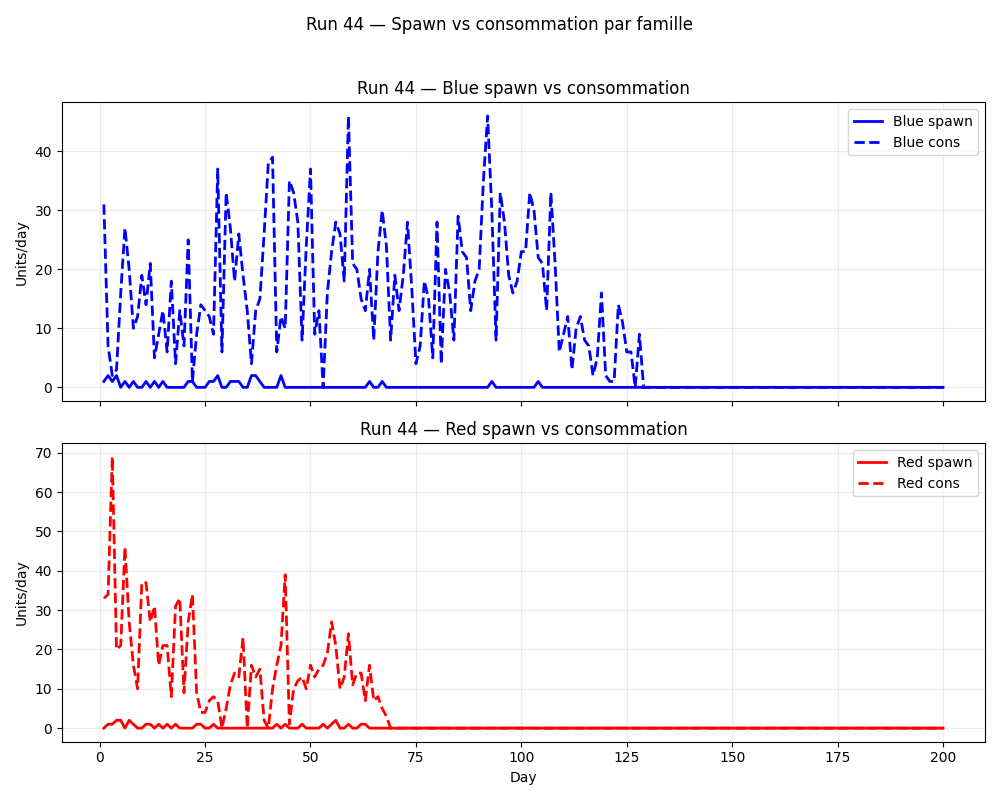 Run 44 — Spawn vs consommation par famille
Run 44 — Blue spawn vs consommation
Blue spawn
Blue cons
Units/day
40
30
20
10
0
Run 44 — Red spawn vs consommation
Red spawn
Red cons
Units/day
70
60
50
40
30
20
10
0
0 25 50 75 100 125 150 175 200
Day